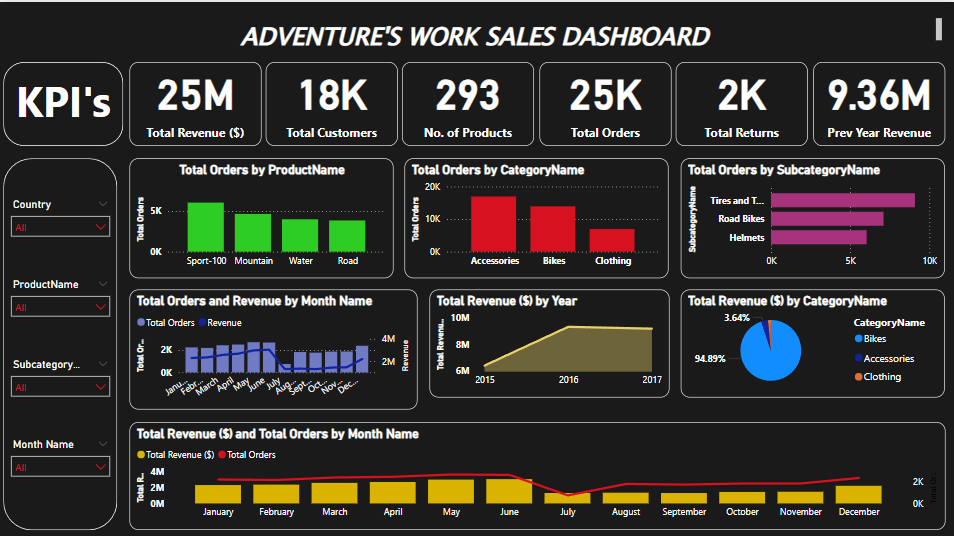 ADVENTURE'S WORK SALES DASHBOARD
KPI's
25M
Total Revenue ($)
18K
Total Customers
293
No. of Products
25K
Total Orders
2K
Total Returns
9.36M
Prev Year Revenue
Country
All
ProductName
All
Subcategory...
All
Month Name
All
Total Orders by ProductName
Total Orders
5K
0K
Sport-100
Mountain
Water
Road
Total Orders by CategoryName
Total Orders
20K
10K
0K
Accessories
Bikes
Clothing
Total Orders by SubcategoryName
SubcategoryName
Tires and T...
Road Bikes
Helmets
0K
5K
10K
Total Orders and Revenue by Month Name
Total Orders
Revenue
Total Or...
2K
0K
4M
2M
Revenue
Janu...
Febr...
March
April
May
June
July
Aug...
Sept...
Oct...
Nov...
Dec...
Total Revenue ($) by Year
Total Revenu...
10M
8M
6M
2015
2016
2017
Total Revenue ($) by CategoryName
3.64%
94.89%
CategoryName
Bikes
Accessories
Clothing
Total Revenue ($) and Total Orders by Month Name
Total Revenue ($)
Total Orders
Total R...
4M
2M
0M
2K
0K
Total Or...
January
February
March
April
May
June
July
August
September
October
November
December